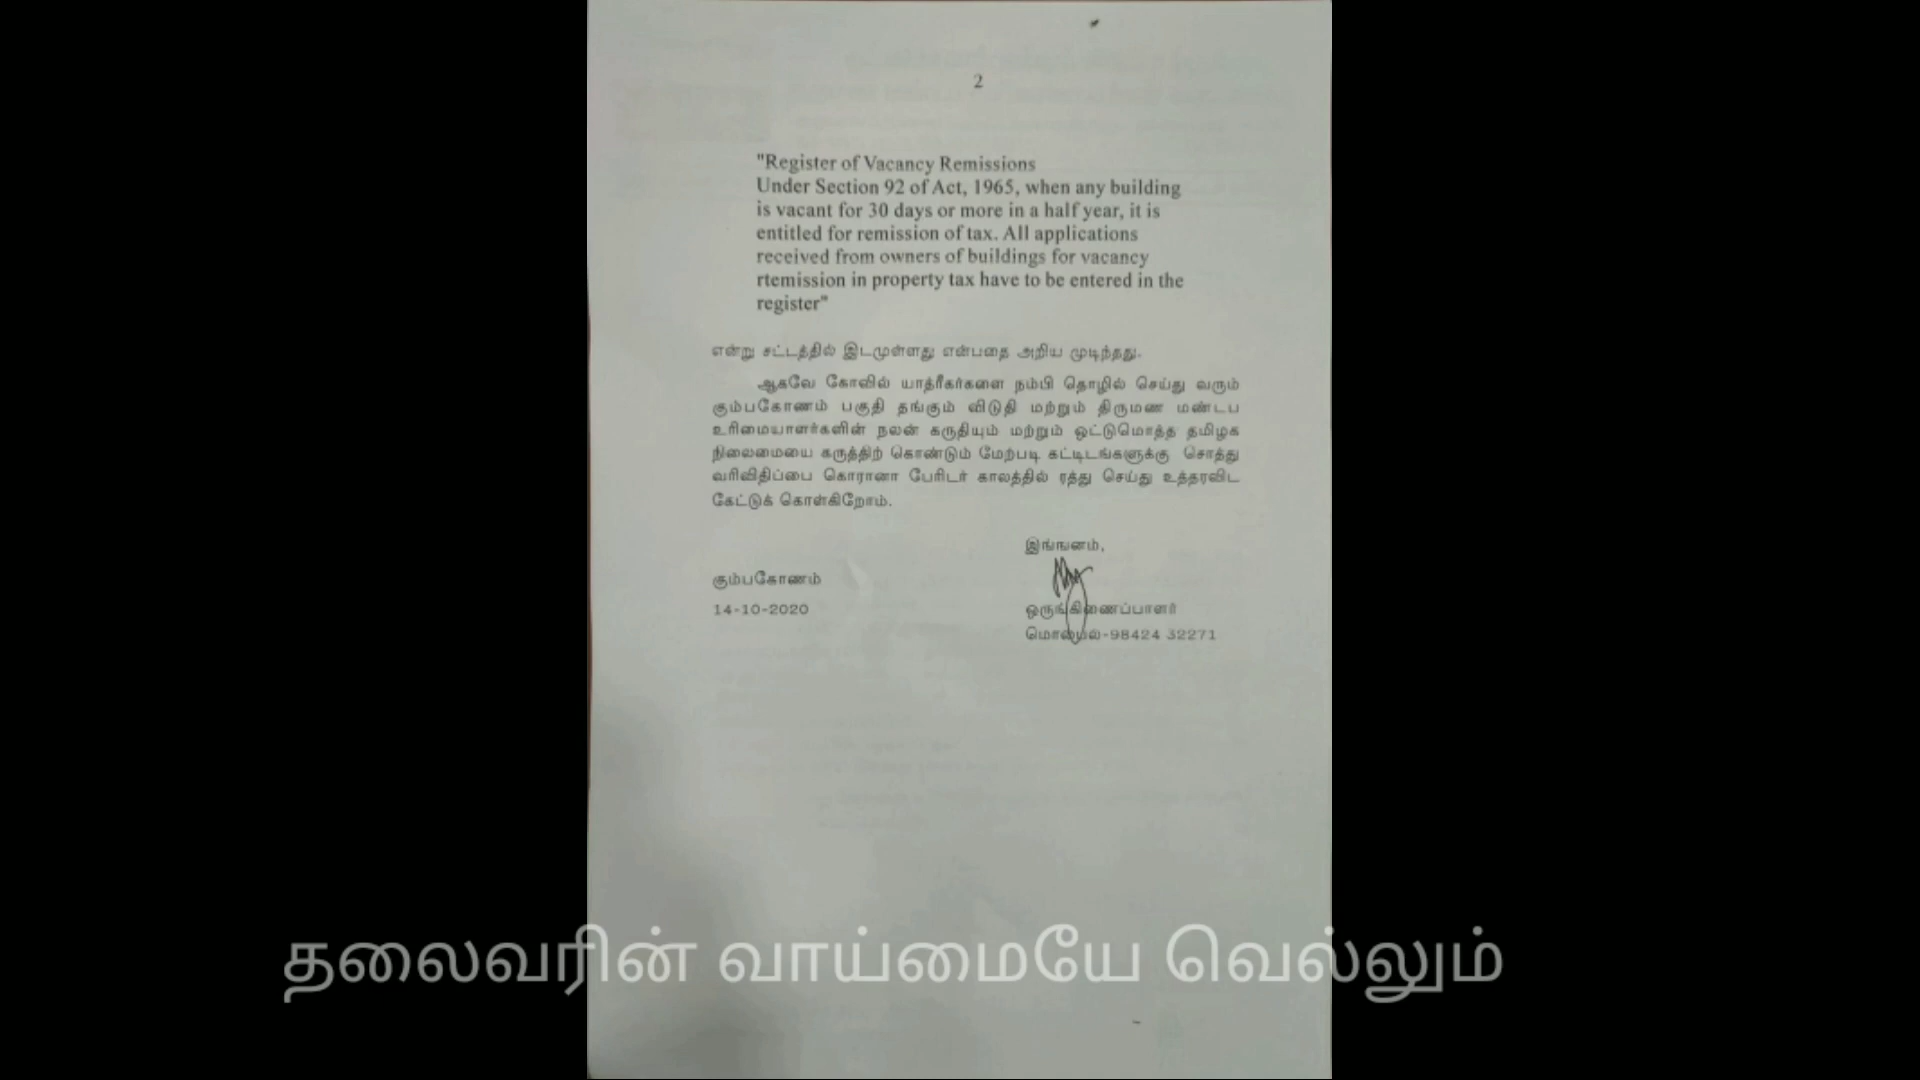 2
"Register of Vacancy Remissions
Under Section 92 of Act, 1965, when any building
is vacant for 30 days or more in a half year, it is
entitled for remission of tax. All applications
received from owners of buildings for vacancy
rtemission in property tax have to be entered in the
register"
என்று சட்டத்தில் இடமுள்ளது என்பதை அறிய முடிந்தது.
ஆகவே கோவில் யாத்ரீகர்களை நம்பி தொழில் செய்து வரும்
கும்பகோணம் பகுதி தங்கும் விடுதி மற்றும் திருமண மண்டப
உரிமையாளர்களின் நலன் கருதியும் மற்றும் ஒட்டுமொத்த தமிழக
நிலைமையை கருத்திற் கொண்டும் மேற்படி கட்டிடங்களுக்கு சொத்து
வரிவிதிப்பை கொரானா பேரிடர் காலத்தில் ரத்து செய்து உத்தரவிட
கேட்டுக் கொள்கிறோம்.
இங்ஙனம்,
கும்பகோணம்
14-10-2020
ஒருங்கிணைப்பாளர்
மொபைல்-98424 32271
தலைவரின் வாய்மையே வெல்லும்